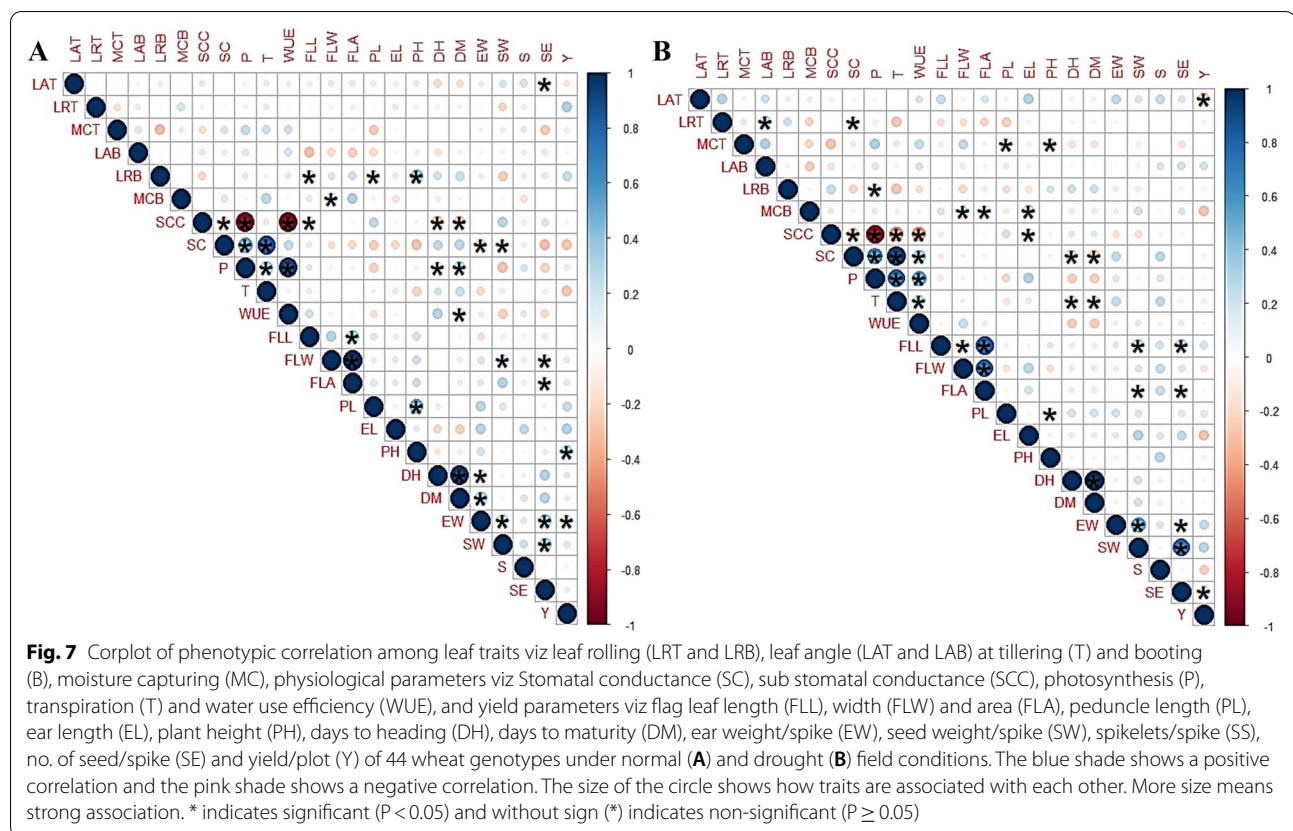 A
LAT LRT MCT LAB LRB MCB SCC SC P T WUE FLL FLW FLA PL EL PH DH DM EW SW S SE Y
LAT
LRT
MCT
LAB
LRB
MCB
SCC
SC
P
T
WUE
FLL
FLW
FLA
PL
EL
PH
DH
DM
EW
SW
S
SE
Y
1
0.8
0.6
0.4
0.2
0
-0.2
-0.4
-0.6
-0.8
-1
B
LAT LRT MCT LAB MCB LRB SCC SC P T WUE FLL FLW FLA PL EL PH DH DM EW SW S SE Y
LAT
LRT
MCT
LAB
LRB
MCB
SCC
SC
P
T
WUE
FLL
FLW
FLA
PL
EL
PH
DH
DM
EW
SW
S
SE
Y
1
0.8
0.6
0.4
0.2
0
-0.2
-0.4
-0.6
-0.8
-1
Fig. 7 Corplot of phenotypic correlation among leaf traits viz leaf rolling (LRT and LRB), leaf angle (LAT and LAB) at tillering (T) and booting
(B), moisture capturing (MC), physiological parameters viz Stomatal conductance (SC), sub stomatal conductance (SCC), photosynthesis (P),
transpiration (T) and water use efficiency (WUE), and yield parameters viz flag leaf length (FLL), width (FLW) and area (FLA), peduncle length (PL),
ear length (EL), plant height (PH), days to heading (DH), days to maturity (DM), ear weight/spike (EW), seed weight/spike (SW), spikelets/spike (SS),
no. of seed/spike (SE) and yield/plot (Y) of 44 wheat genotypes under normal (A) and drought (B) field conditions. The blue shade shows a positive
correlation and the pink shade shows a negative correlation. The size of the circle shows how traits are associated with each other. More size means
strong association. * indicates significant (P < 0.05) and without sign (*) indicates non-significant (P ≥ 0.05)